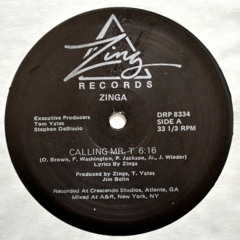 Zinga
RECORDS
ZINGA
Executive Producers
Tom Yates
Stephen DeBlasio
DRP 8334
SIDE A
33 1/3 RPM
CALLING MR. T 6:16
(O. Brown, F. Washington, P. Jackson, Jr., J. Wieder)
Lyrics By Zinga
Produced by Zinga, T. Yates
Jim Bolin
Recorded At Crescendo Studios, Atlanta, GA
Mixed At A&R, New York, NY